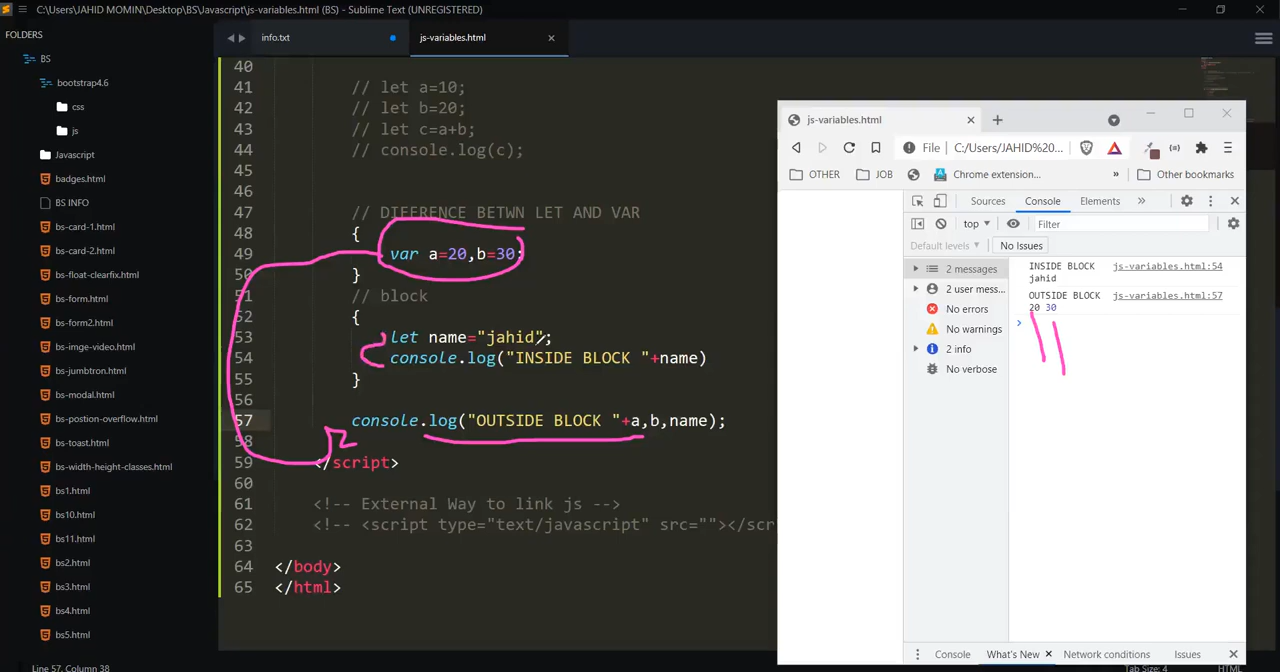 C:\Users\JAHID MOMIN\Desktop\BS\Javascript\js-variables.html (BS) - Sublime Text (UNREGISTERED)
FOLDERS
BS
bootstrap4.6
css
js
Javascript
badges.html
BS INFO
bs-card-1.html
bs-card-2.html
bs-float-clearfix.html
bs-form.html
bs-form2.html
bs-imge-video.html
bs-jumbtron.html
bs-modal.html
bs-postion-overflow.html
bs-toast.html
bs-width-height-classes.html
bs1.html
bs10.html
bs11.html
bs2.html
bs3.html
bs4.html
bs5.html
info.txt
js-variables.html
40
41 // let a=10;
42 // let b=20;
43 // let c=a+b;
44 // console.log(c);
45
46
47 // DIFFERENCE BETWN LET AND VAR
48 {
49 var a=20,b=30;
50 }
51 // block
52 {
53 let name="jahid";
54 console.log("INSIDE BLOCK "+name)
55 }
56
57 console.log("OUTSIDE BLOCK "+a,b,name);
58
59 </script>
60
61 <!-- External Way to link js -->
62 <!-- <script type="text/javascript" src=""></scr
63
64 </body>
65 </html>
js-variables.html
File C:/Users/JAHID%20...
OTHER JOB Chrome extension... » Other bookmarks
Sources Console Elements »
top Filter
Default levels No Issues
2 messages
2 user mess...
No errors
No warnings
2 info
No verbose
INSIDE BLOCK js-variables.html:54
jahid
OUTSIDE BLOCK js-variables.html:57
20 30
Console What's New Network conditions Issues
Line 57, Column 38 Tab Size: 4 HTML